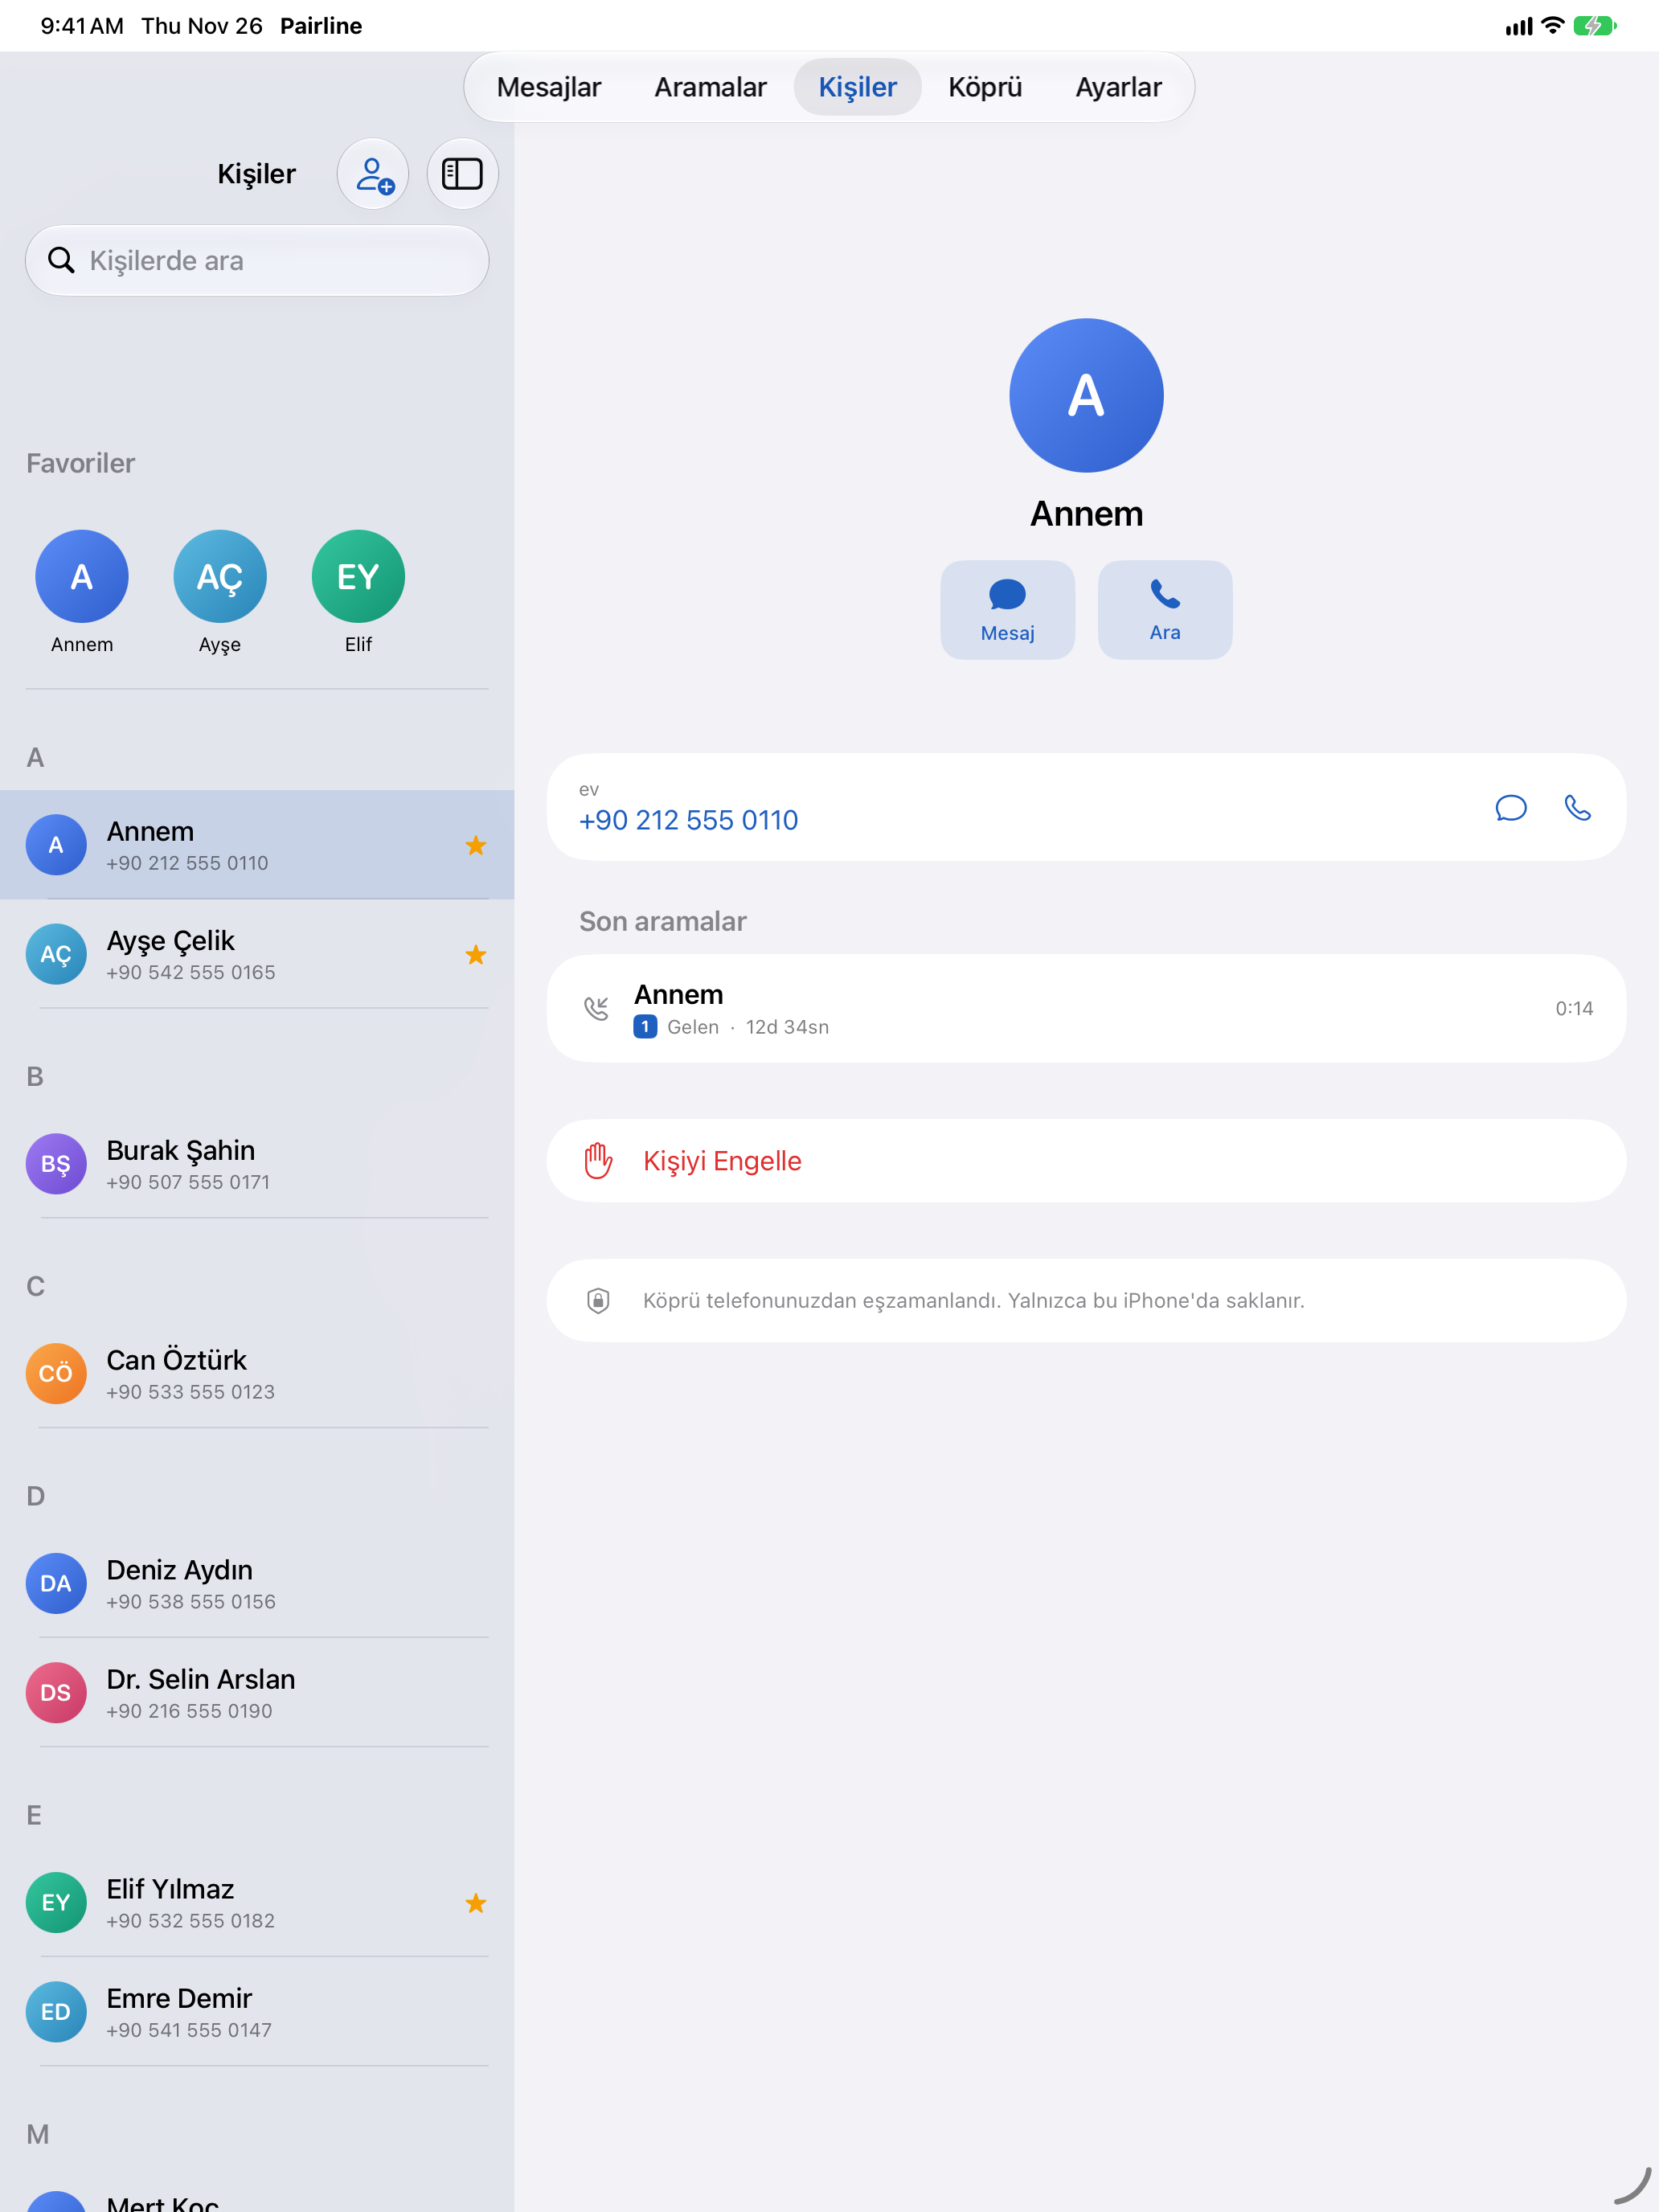 9:41 AM Thu Nov 26 Pairline
Mesajlar Aramalar Kişiler Köprü Ayarlar
Kişiler
Kişilerde ara
Favoriler
A AÇ EY
Annem Ayşe Elif
A
A Annem
+90 212 555 0110
AÇ Ayşe Çelik
+90 542 555 0165
B
BŞ Burak Şahin
+90 507 555 0171
C
CÖ Can Öztürk
+90 533 555 0123
D
DA Deniz Aydın
+90 538 555 0156
DS Dr. Selin Arslan
+90 216 555 0190
E
EY Elif Yılmaz
+90 532 555 0182
ED Emre Demir
+90 541 555 0147
M
Mert Koç
A
Annem
Mesaj Ara
ev
+90 212 555 0110
Son aramalar
Annem 0:14
1 Gelen · 12d 34sn
Kişiyi Engelle
Köprü telefonunuzdan eşzamanlandı. Yalnızca bu iPhone'da saklanır.